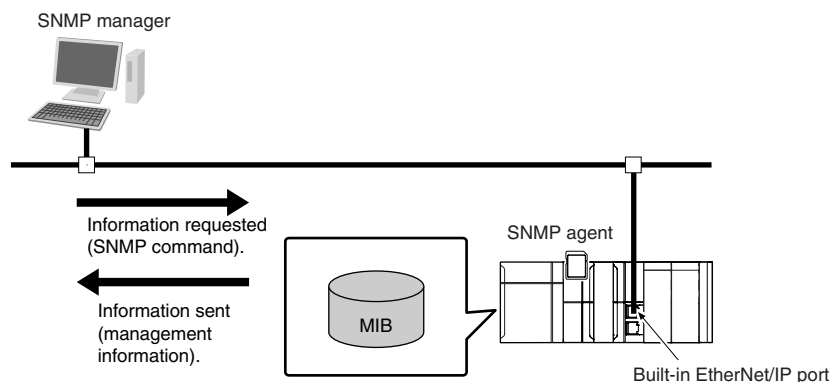 SNMP manager
Information requested
(SNMP command).
SNMP agent
Information sent
(management
information).
MIB
Built-in EtherNet/IP port